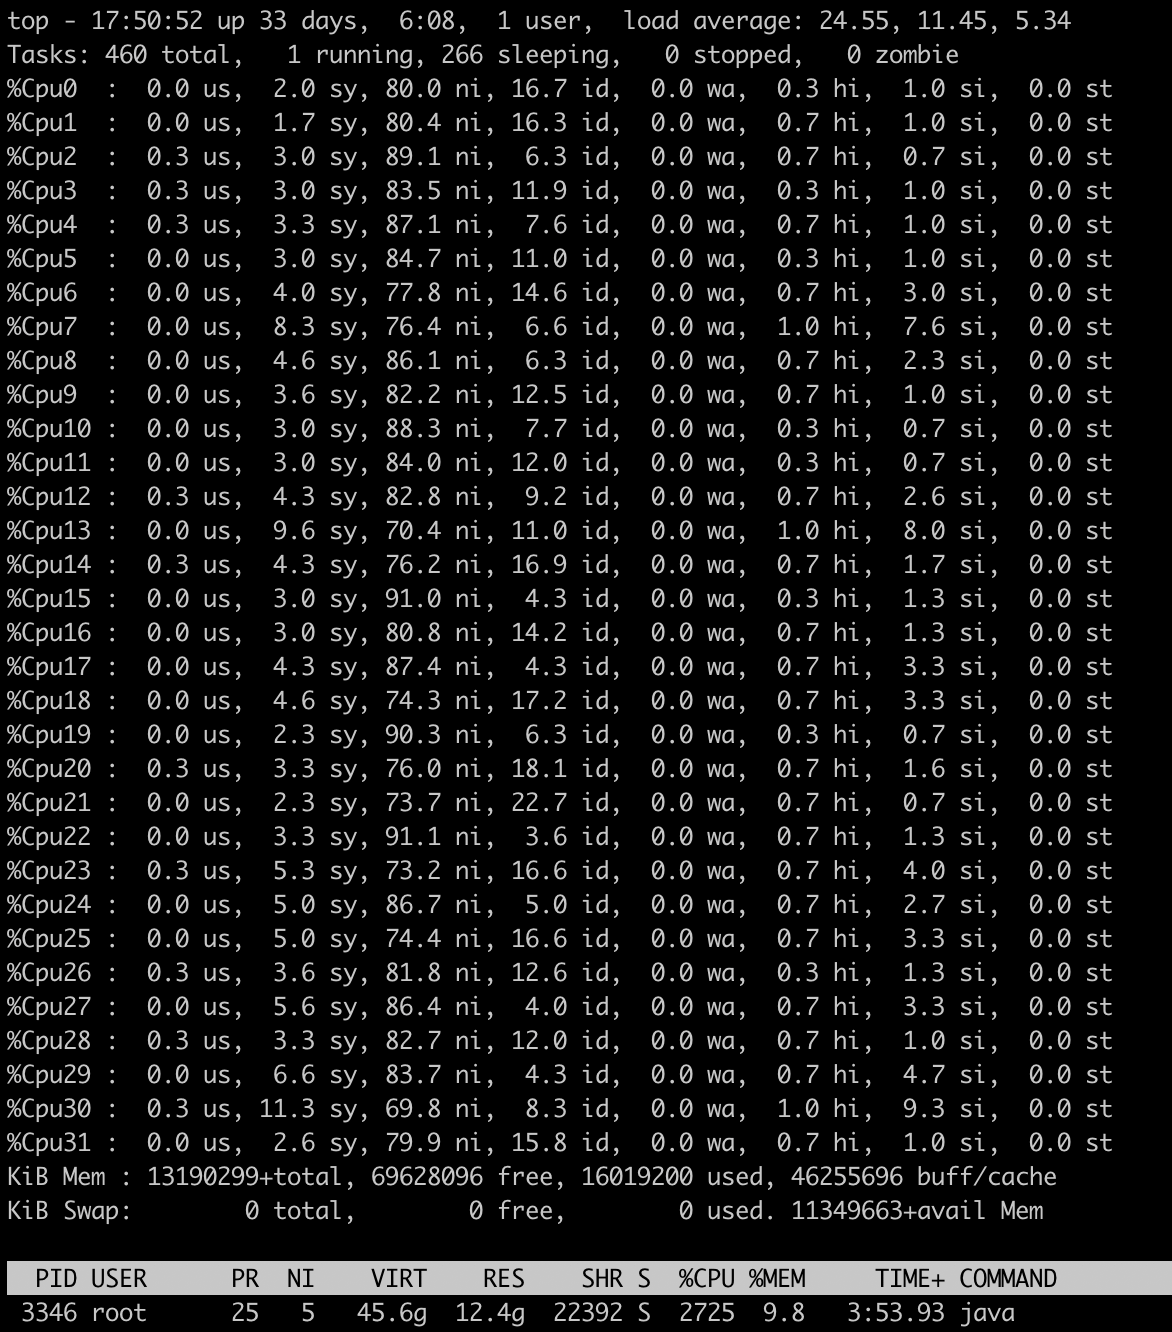 top - 17:50:52 up 33 days,  6:08,  1 user,  load average: 24.55, 11.45, 5.34
Tasks: 460 total,   1 running, 266 sleeping,   0 stopped,   0 zombie
%Cpu0  :  0.0 us,  2.0 sy, 80.0 ni, 16.7 id,  0.0 wa,  0.3 hi,  1.0 si,  0.0 st
%Cpu1  :  0.0 us,  1.7 sy, 80.4 ni, 16.3 id,  0.0 wa,  0.7 hi,  1.0 si,  0.0 st
%Cpu2  :  0.3 us,  3.0 sy, 89.1 ni,  6.3 id,  0.0 wa,  0.7 hi,  0.7 si,  0.0 st
%Cpu3  :  0.3 us,  3.0 sy, 83.5 ni, 11.9 id,  0.0 wa,  0.3 hi,  1.0 si,  0.0 st
%Cpu4  :  0.3 us,  3.3 sy, 87.1 ni,  7.6 id,  0.0 wa,  0.7 hi,  1.0 si,  0.0 st
%Cpu5  :  0.0 us,  3.0 sy, 84.7 ni, 11.0 id,  0.0 wa,  0.3 hi,  1.0 si,  0.0 st
%Cpu6  :  0.0 us,  4.0 sy, 77.8 ni, 14.6 id,  0.0 wa,  0.7 hi,  3.0 si,  0.0 st
%Cpu7  :  0.0 us,  8.3 sy, 76.4 ni,  6.6 id,  0.0 wa,  1.0 hi,  7.6 si,  0.0 st
%Cpu8  :  0.0 us,  4.6 sy, 86.1 ni,  6.3 id,  0.0 wa,  0.7 hi,  2.3 si,  0.0 st
%Cpu9  :  0.0 us,  3.6 sy, 82.2 ni, 12.5 id,  0.0 wa,  0.7 hi,  1.0 si,  0.0 st
%Cpu10 :  0.0 us,  3.0 sy, 88.3 ni,  7.7 id,  0.0 wa,  0.3 hi,  0.7 si,  0.0 st
%Cpu11 :  0.0 us,  3.0 sy, 84.0 ni, 12.0 id,  0.0 wa,  0.3 hi,  0.7 si,  0.0 st
%Cpu12 :  0.3 us,  4.3 sy, 82.8 ni,  9.2 id,  0.0 wa,  0.7 hi,  2.6 si,  0.0 st
%Cpu13 :  0.0 us,  9.6 sy, 70.4 ni, 11.0 id,  0.0 wa,  1.0 hi,  8.0 si,  0.0 st
%Cpu14 :  0.3 us,  4.3 sy, 76.2 ni, 16.9 id,  0.0 wa,  0.7 hi,  1.7 si,  0.0 st
%Cpu15 :  0.0 us,  3.0 sy, 91.0 ni,  4.3 id,  0.0 wa,  0.3 hi,  1.3 si,  0.0 st
%Cpu16 :  0.0 us,  3.0 sy, 80.8 ni, 14.2 id,  0.0 wa,  0.7 hi,  1.3 si,  0.0 st
%Cpu17 :  0.0 us,  4.3 sy, 87.4 ni,  4.3 id,  0.0 wa,  0.7 hi,  3.3 si,  0.0 st
%Cpu18 :  0.0 us,  4.6 sy, 74.3 ni, 17.2 id,  0.0 wa,  0.7 hi,  3.3 si,  0.0 st
%Cpu19 :  0.0 us,  2.3 sy, 90.3 ni,  6.3 id,  0.0 wa,  0.3 hi,  0.7 si,  0.0 st
%Cpu20 :  0.3 us,  3.3 sy, 76.0 ni, 18.1 id,  0.0 wa,  0.7 hi,  1.6 si,  0.0 st
%Cpu21 :  0.0 us,  2.3 sy, 73.7 ni, 22.7 id,  0.0 wa,  0.7 hi,  0.7 si,  0.0 st
%Cpu22 :  0.0 us,  3.3 sy, 91.1 ni,  3.6 id,  0.0 wa,  0.7 hi,  1.3 si,  0.0 st
%Cpu23 :  0.3 us,  5.3 sy, 73.2 ni, 16.6 id,  0.0 wa,  0.7 hi,  4.0 si,  0.0 st
%Cpu24 :  0.0 us,  5.0 sy, 86.7 ni,  5.0 id,  0.0 wa,  0.7 hi,  2.7 si,  0.0 st
%Cpu25 :  0.0 us,  5.0 sy, 74.4 ni, 16.6 id,  0.0 wa,  0.7 hi,  3.3 si,  0.0 st
%Cpu26 :  0.3 us,  3.6 sy, 81.8 ni, 12.6 id,  0.0 wa,  0.3 hi,  1.3 si,  0.0 st
%Cpu27 :  0.0 us,  5.6 sy, 86.4 ni,  4.0 id,  0.0 wa,  0.7 hi,  3.3 si,  0.0 st
%Cpu28 :  0.3 us,  3.3 sy, 82.7 ni, 12.0 id,  0.0 wa,  0.7 hi,  1.0 si,  0.0 st
%Cpu29 :  0.0 us,  6.6 sy, 83.7 ni,  4.3 id,  0.0 wa,  0.7 hi,  4.7 si,  0.0 st
%Cpu30 :  0.3 us, 11.3 sy, 69.8 ni,  8.3 id,  0.0 wa,  1.0 hi,  9.3 si,  0.0 st
%Cpu31 :  0.0 us,  2.6 sy, 79.9 ni, 15.8 id,  0.0 wa,  0.7 hi,  1.0 si,  0.0 st
KiB Mem : 13190299+total, 69628096 free, 16019200 used, 46255696 buff/cache
KiB Swap:        0 total,        0 free,        0 used. 11349663+avail Mem
  PID USER      PR  NI    VIRT    RES    SHR S  %CPU %MEM     TIME+ COMMAND
 3346 root      25   5   45.6g  12.4g  22392 S  2725  9.8   3:53.93 java